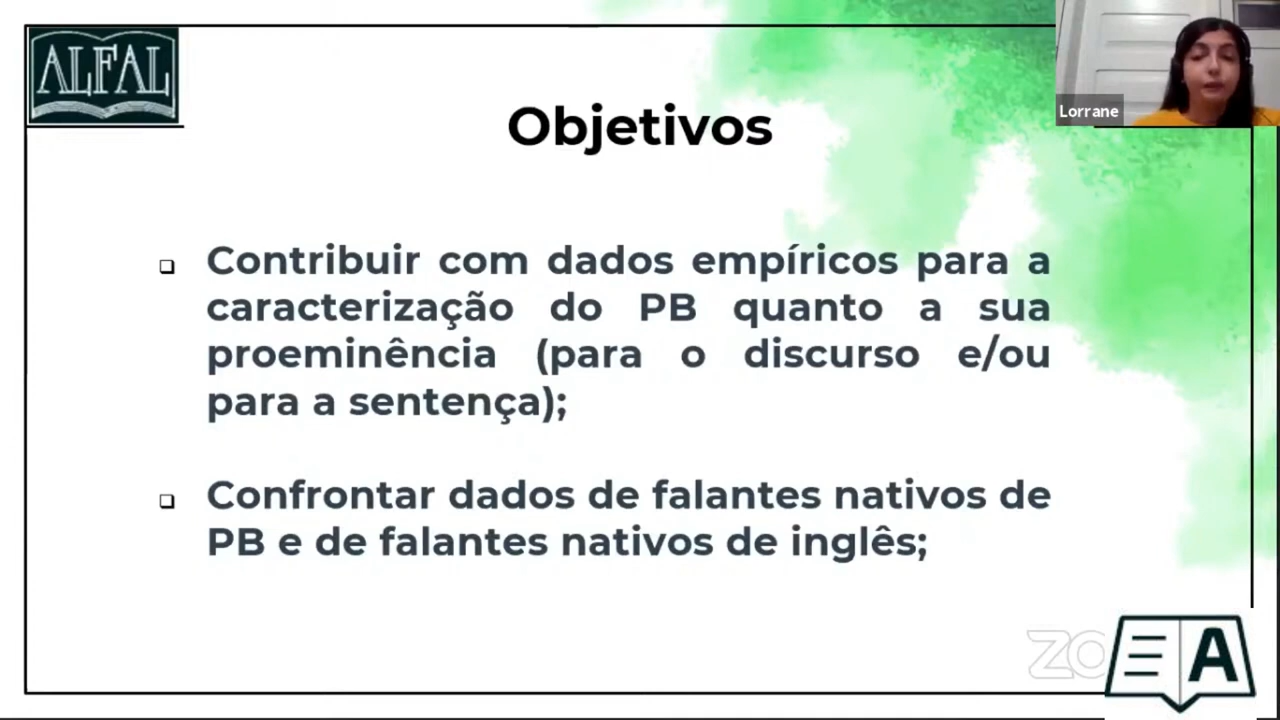 ALFAL
Lorrane
Objetivos
Contribuir com dados empíricos para a
caracterização do PB quanto a sua
proeminência (para o discurso e/ou
para a sentença);
Confrontar dados de falantes nativos de
PB e de falantes nativos de inglês;
ZO
A